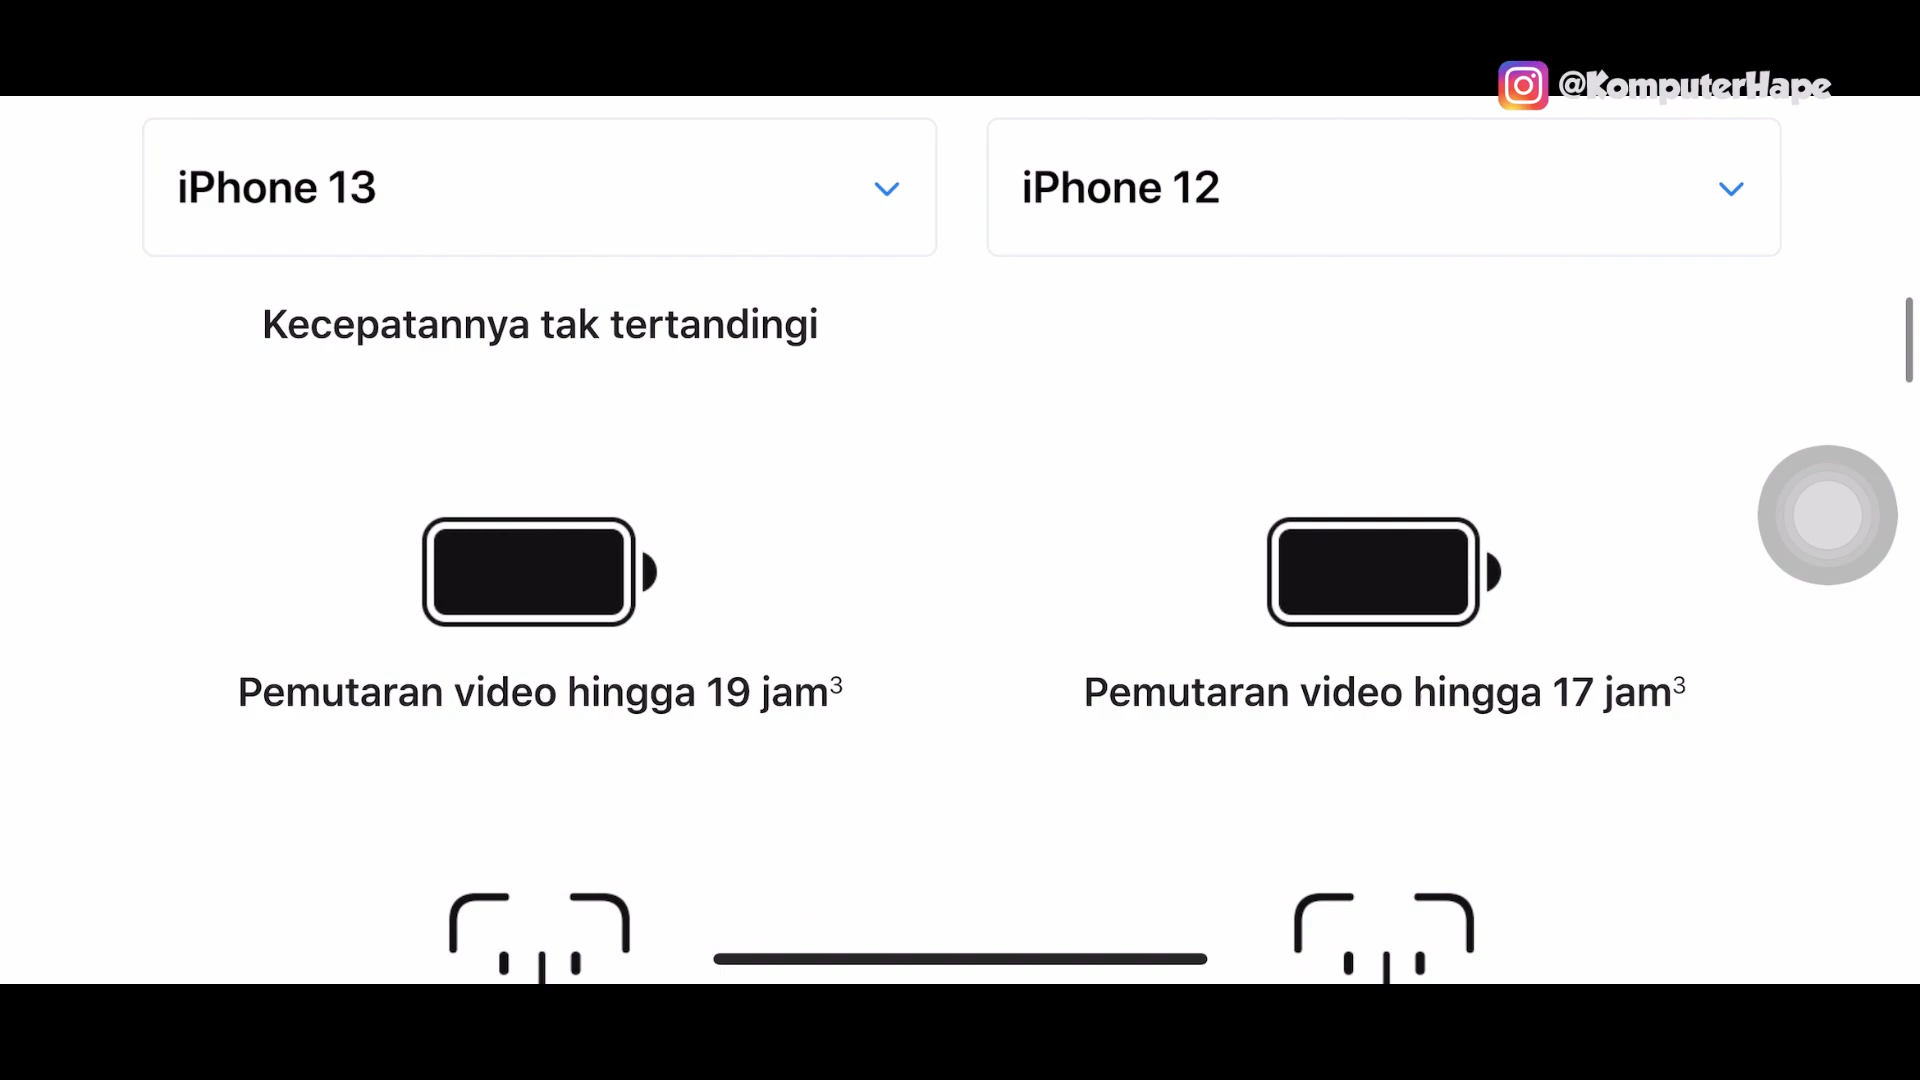 @KomputerHape
iPhone 13
iPhone 12
Kecepatannya tak tertandingi
Pemutaran video hingga 19 jam³
Pemutaran video hingga 17 jam³